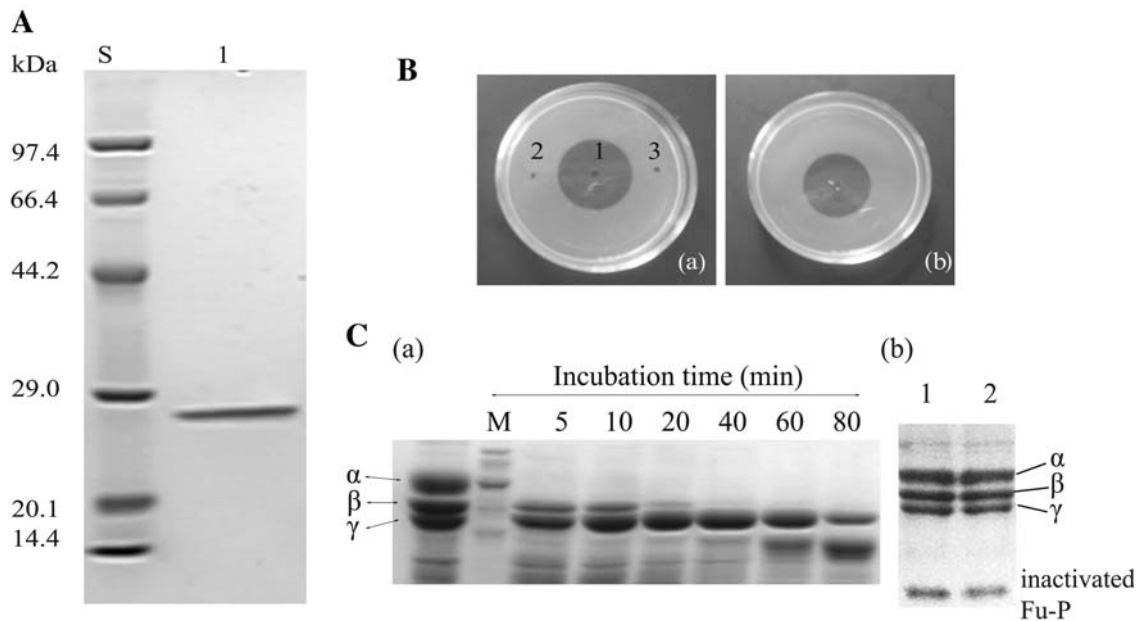 A
S 1
kDa
97.4
66.4
44.2
29.0
20.1
14.4
B
2 1 3
(a)
(b)
C
(a)
Incubation time (min)
M 5 10 20 40 60 80
α
β
γ
(b)
1 2
α
β
γ
inactivated
Fu-P